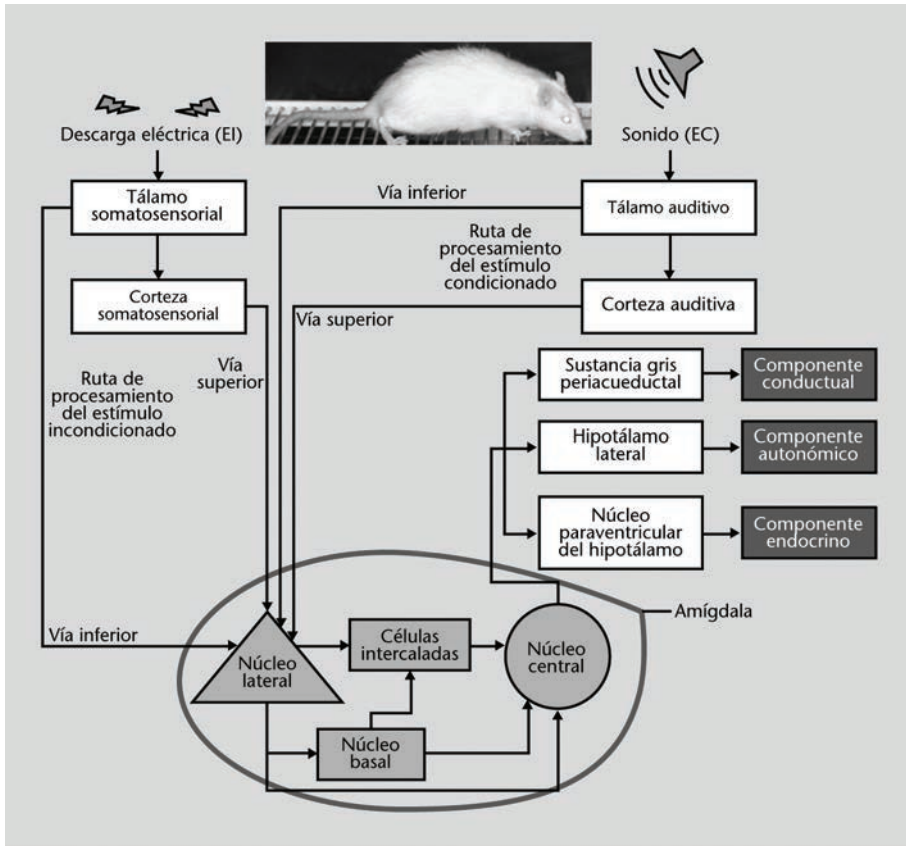 Descarga eléctrica (EI)
Sonido (EC)
Tálamo
somatosensorial
Vía inferior
Tálamo auditivo
Ruta de
procesamiento
del estímulo
condicionado
Corteza
somatosensorial
Corteza auditiva
Vía superior
Vía
superior
Ruta de
procesamiento
del estímulo
incondicionado
Sustancia gris
periacueductal
Componente
conductual
Hipotálamo
lateral
Componente
autonómico
Núcleo
paraventricular
del hipotálamo
Componente
endocrino
Amígdala
Vía inferior
Núcleo
lateral
Células
intercaladas
Núcleo
central
Núcleo
basal